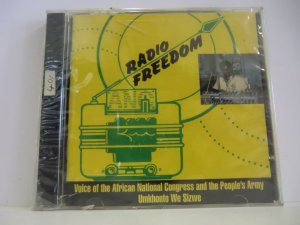 RADIO
FREEDOM
ANC
Voice of the African National Congress and the People's Army
Umkhonto We Sizwe